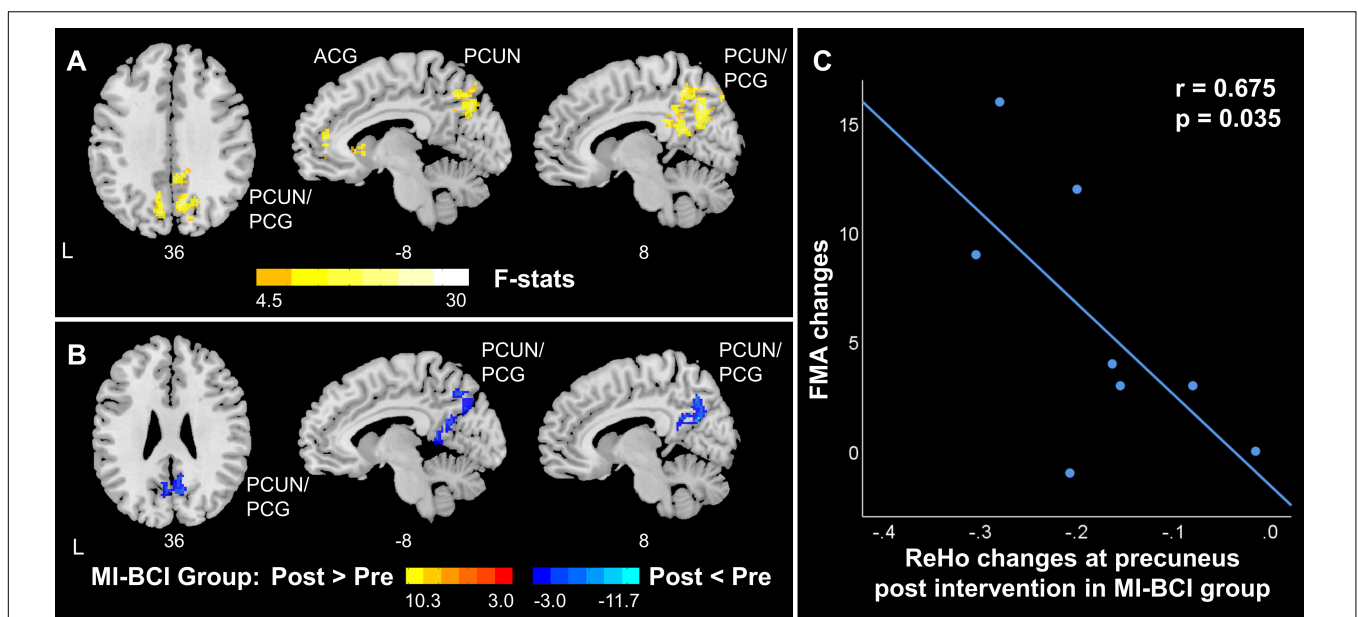 A
ACG
PCUN
PCUN/
PCG
PCUN/
PCG
L
36
-8
8
4.5
30
F-stats
B
PCUN/
PCG
PCUN/
PCG
PCUN/
PCG
L
36
-8
8
MI-BCI Group: Post > Pre
10.3
3.0
Post < Pre
-3.0
-11.7
C
r = 0.675
p = 0.035
FMA changes
15
10
5
0
-.4
-.3
-.2
-.1
.0
ReHo changes at precuneus
post intervention in MI-BCI group